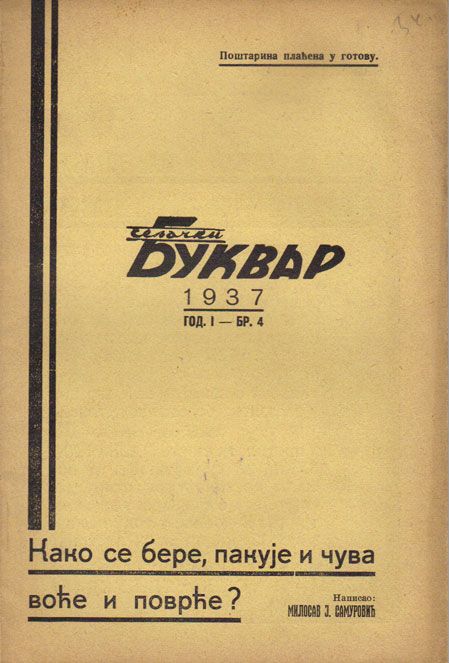 Поштарина плаћена у готову.
сељачки
БУКВАР
1937
ГОД. I — БР. 4
Како се бере, пакује и чува
воће и поврће?
Написао:
МИЛОСАВ Ј. САМУРОВИЋ